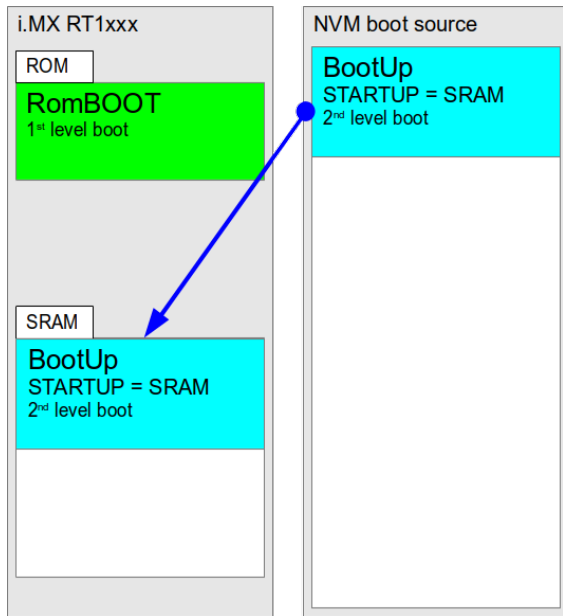 i.MX RT1xxx
ROM
RomBOOT
1st level boot
SRAM
BootUp
STARTUP = SRAM
2nd level boot
NVM boot source
BootUp
STARTUP = SRAM
2nd level boot